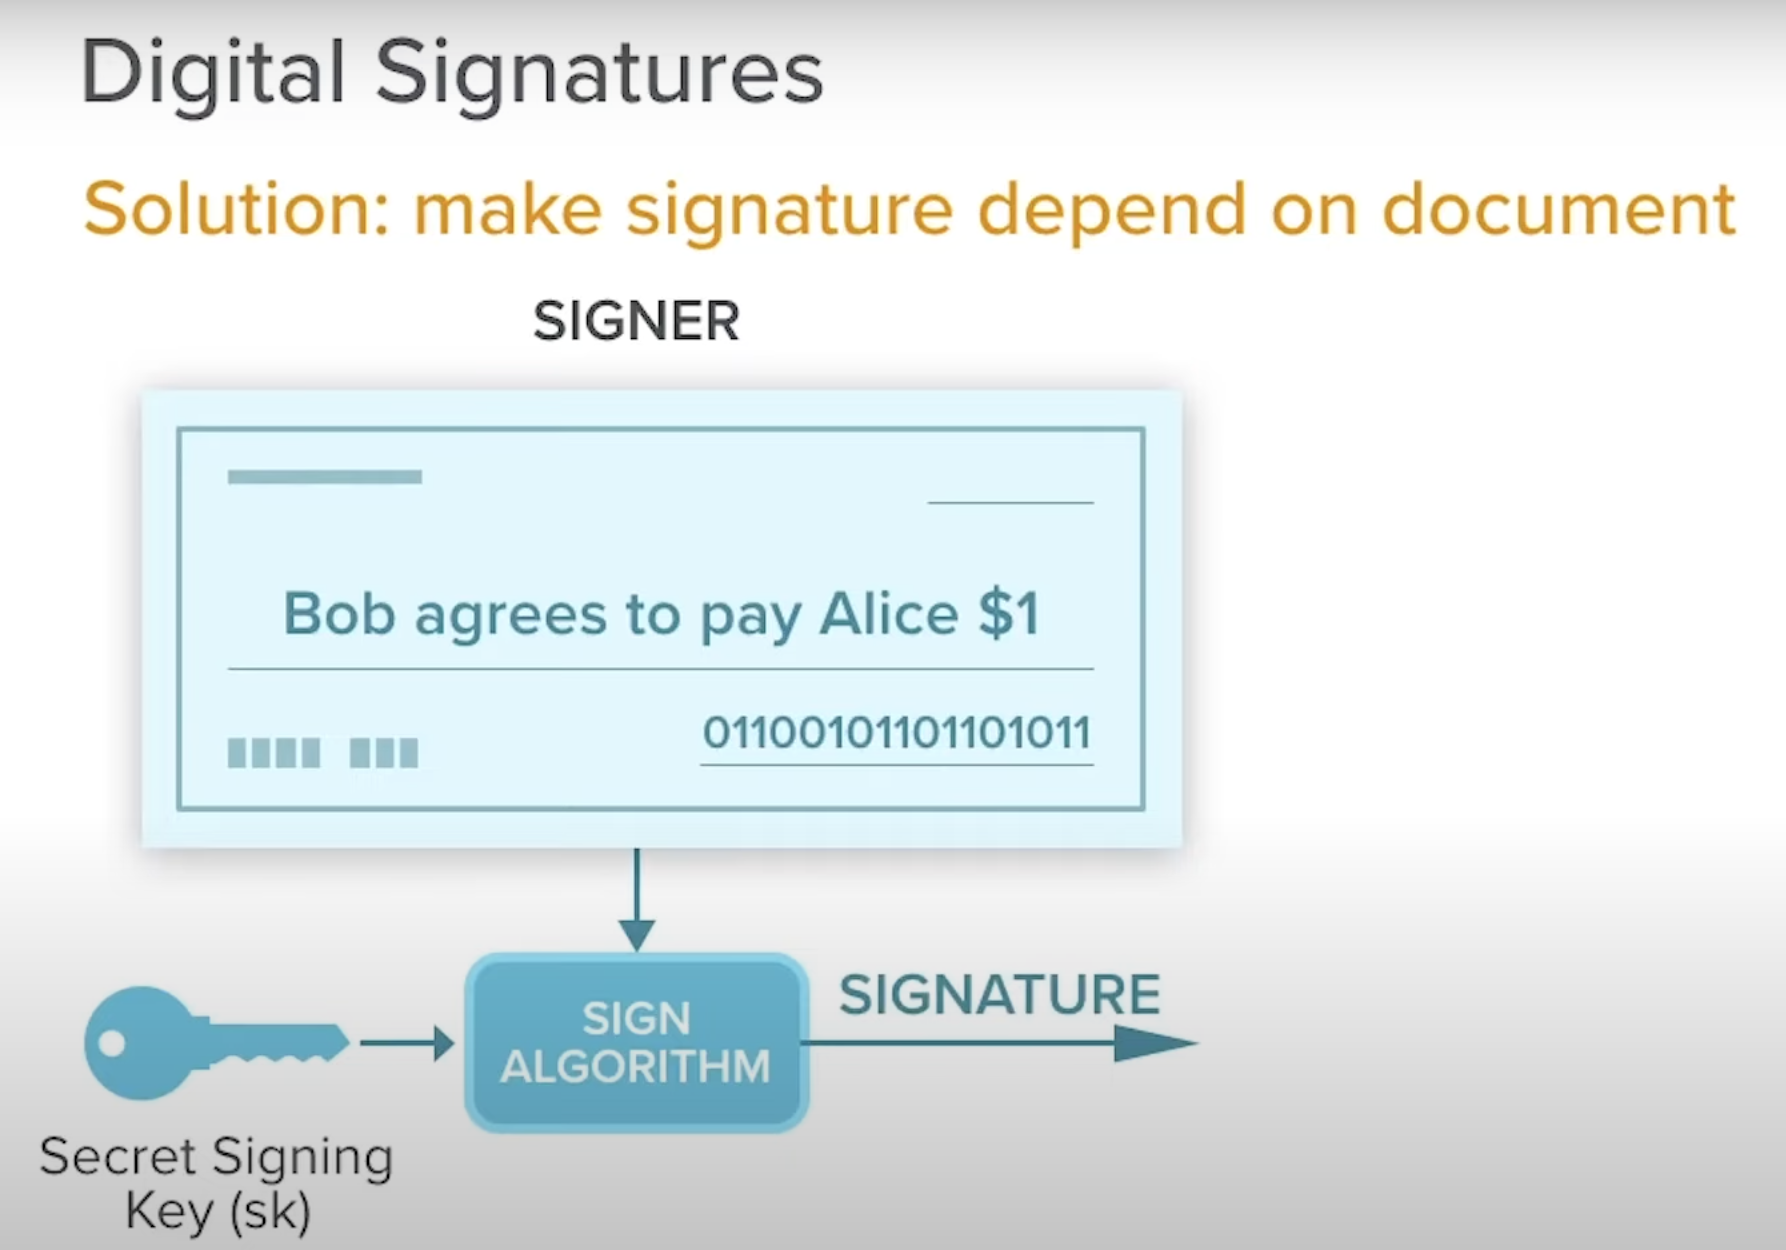 Digital Signatures
Solution: make signature depend on document
SIGNER
Bob agrees to pay Alice $1
01100101101101011
SIGN
ALGORITHM
SIGNATURE
Secret Signing
Key (sk)